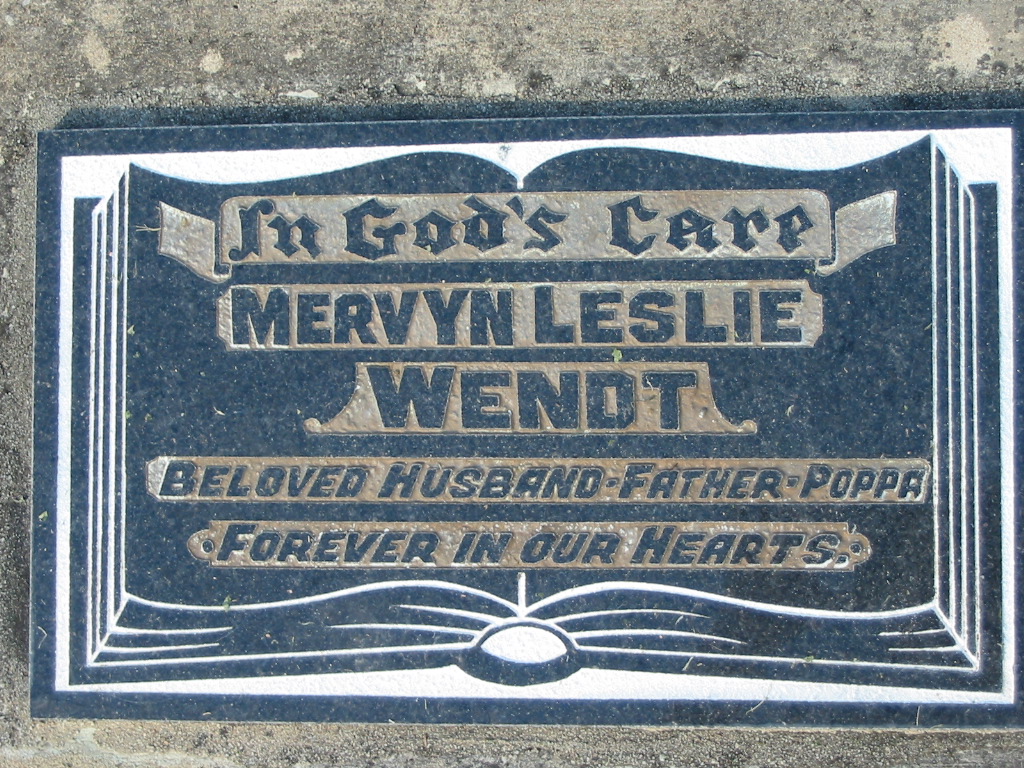 In God's Care
MERVYN LESLIE
WENDT
BELOVED HUSBAND-FATHER-POPPA
FOREVER IN OUR HEARTS.